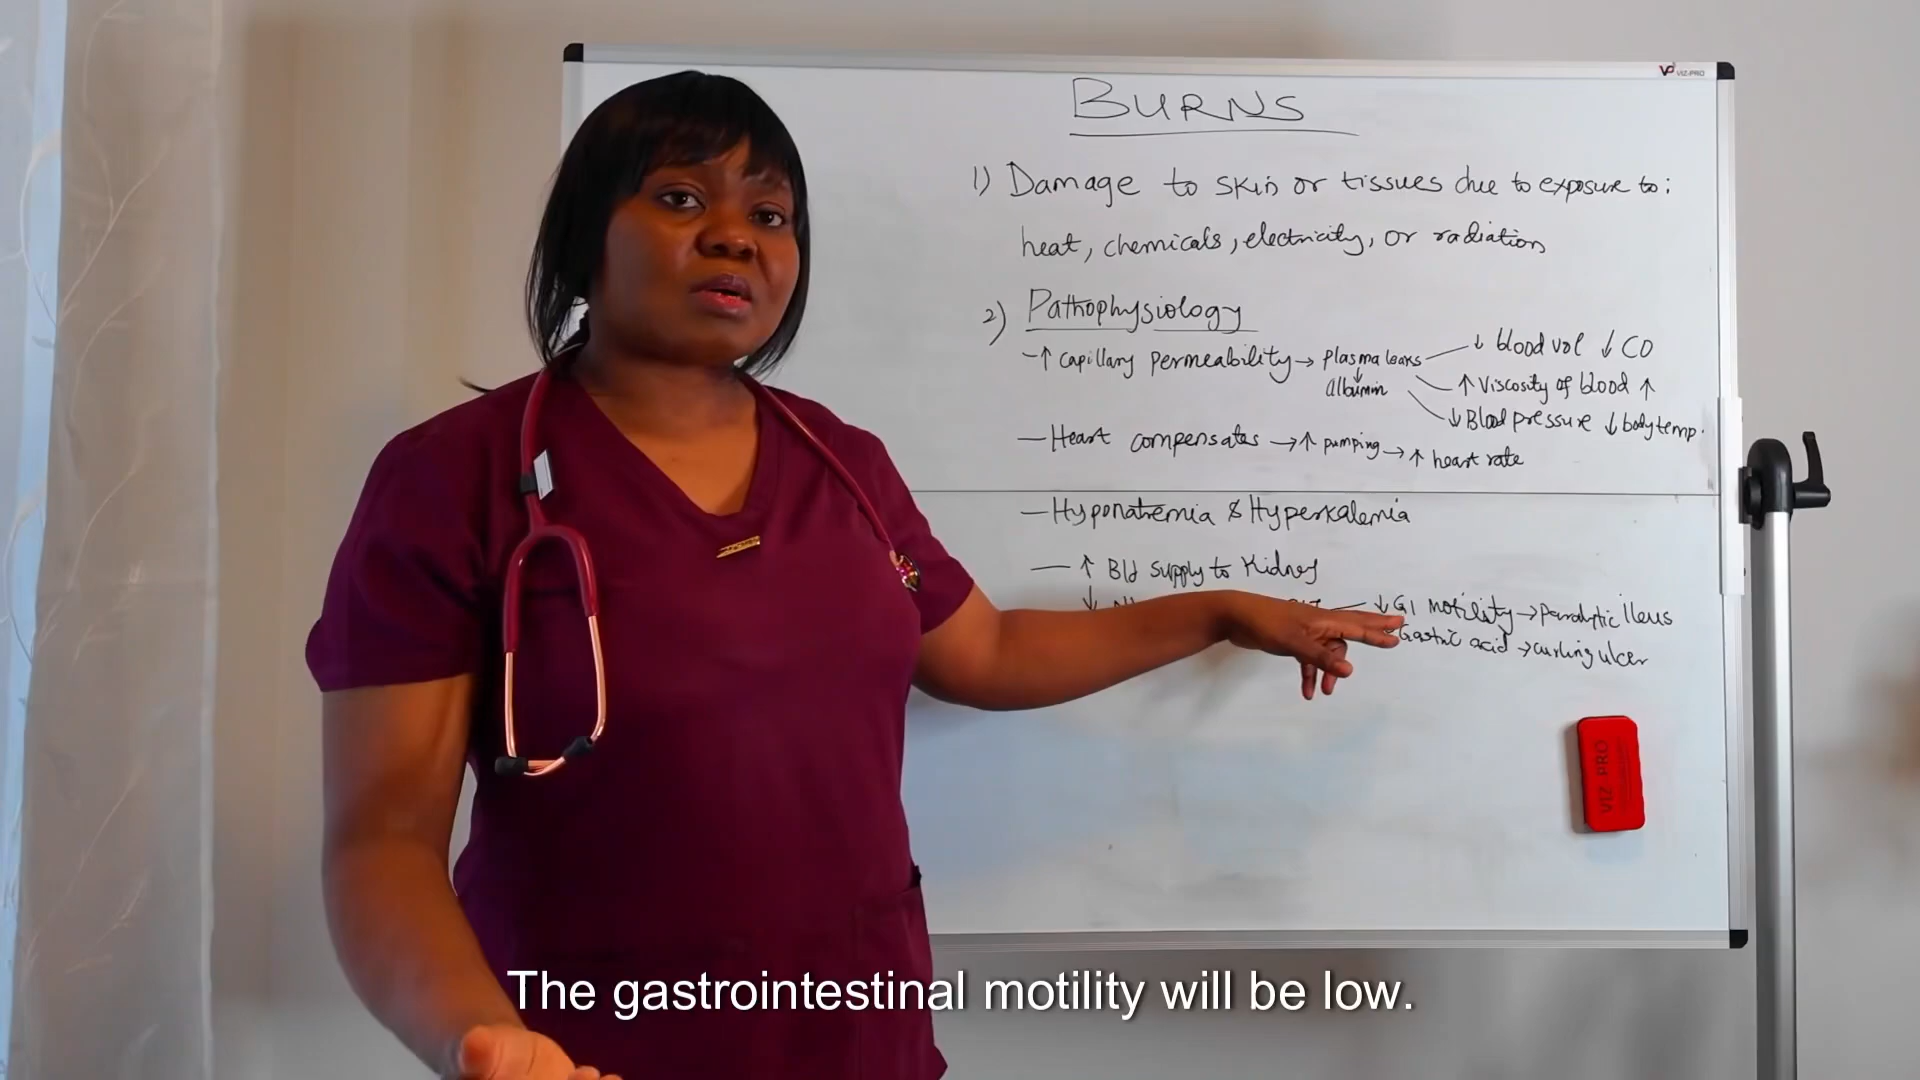 VIZ-PRO
BURNS
1) Damage to skin or tissues due to exposure to:
heat, chemicals, electricity, or radiation
2) Pathophysiology
- ↑ Capillary permeability → plasma leaks
↓
albumin
↓ blood vol ↓ CO
↑ Viscosity of blood ↑
↓ Blood pressure ↓ body temp.
- Heart compensates → ↑ pumping → ↑ heart rate
- Hyponatremia & Hyperkalemia
- ↑ Bld supply to Kidney
↓ GI motility → paralytic ileus
Gastric acid → curling ulcer
VIZ-PRO
The gastrointestinal motility will be low.